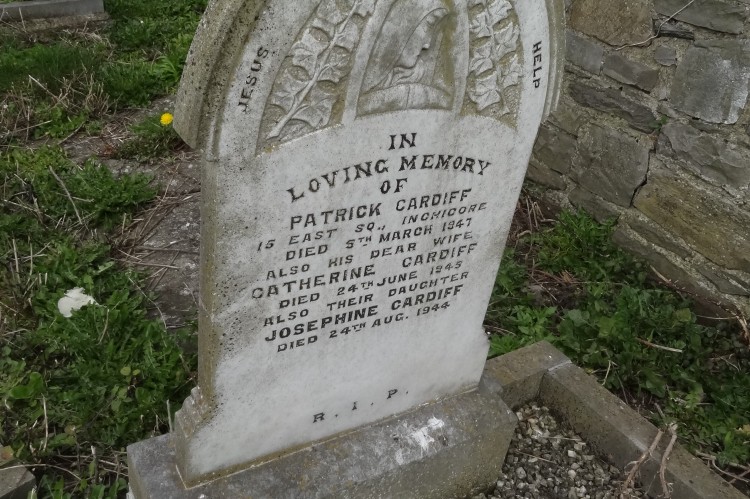 JESUS HELP
IN
LOVING MEMORY
OF
PATRICK CARDIFF
15 EAST SQ., INCHICORE
DIED 5TH MARCH 1947
ALSO HIS DEAR WIFE
CATHERINE CARDIFF
DIED 24TH JUNE 1945
ALSO THEIR DAUGHTER
JOSEPHINE CARDIFF
DIED 24TH AUG. 1944
R. I. P.